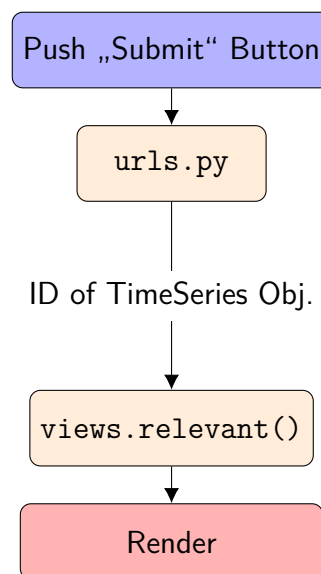 Push „Submit“ Button
urls.py
ID of TimeSeries Obj.
views.relevant()
Render